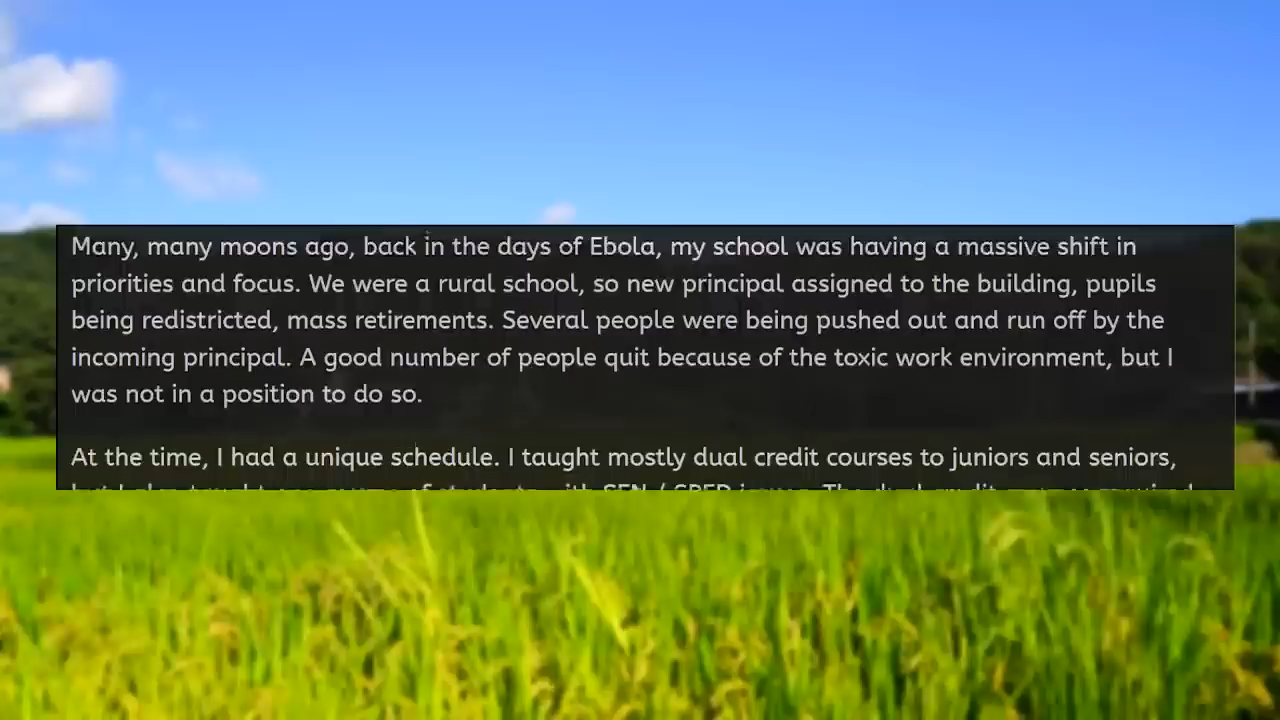 Many, many moons ago, back in the days of Ebola, my school was having a massive shift in
priorities and focus. We were a rural school, so new principal assigned to the building, pupils
being redistricted, mass retirements. Several people were being pushed out and run off by the
incoming principal. A good number of people quit because of the toxic work environment, but I
was not in a position to do so.
At the time, I had a unique schedule. I taught mostly dual credit courses to juniors and seniors,